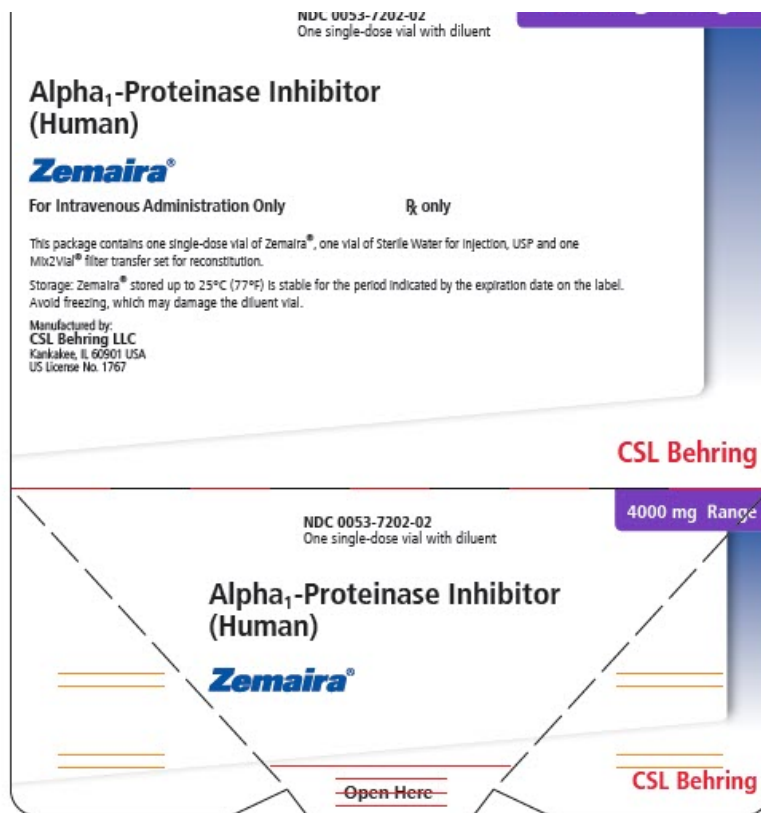 NDC 0053-7202-02
One single-dose vial with diluent
Alpha₁-Proteinase Inhibitor
(Human)
Zemaira®
For Intravenous Administration Only ℞ only
This package contains one single-dose vial of Zemaira®, one vial of Sterile Water for Injection, USP and one
Mix2Vial® filter transfer set for reconstitution.
Storage: Zemaira® stored up to 25°C (77°F) is stable for the period indicated by the expiration date on the label.
Avoid freezing, which may damage the diluent vial.
Manufactured by:
CSL Behring LLC
Kankakee, IL 60901 USA
US License No. 1767
CSL Behring
NDC 0053-7202-02
4000 mg Range
One single-dose vial with diluent
Alpha₁-Proteinase Inhibitor
(Human)
Zemaira®
CSL Behring
Open Here